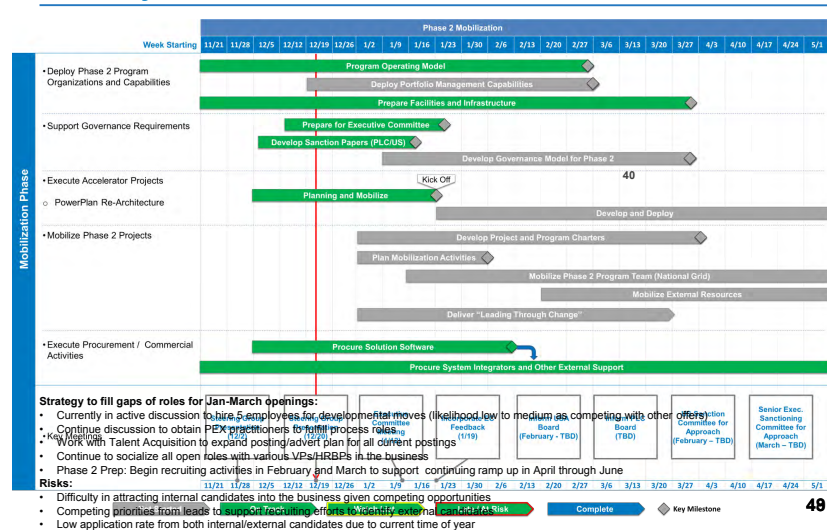 Phase 2 Mobilization
Week Starting 11/21 11/28 12/5 12/12 12/19 12/26 1/2 1/9 1/16 1/23 1/30 2/6 2/13 2/20 2/27 3/6 3/13 3/20 3/27 4/3 4/10 4/17 4/24 5/1
Mobilization Phase
• Deploy Phase 2 Program
Organizations and Capabilities
Program Operating Model
Deploy Portfolio Management Capabilities
Prepare Facilities and Infrastructure
• Support Governance Requirements
Prepare for Executive Committee
Develop Sanction Papers (PLC/US)
Develop Governance Model for Phase 2
40
• Execute Accelerator Projects
o PowerPlan Re-Architecture
Kick Off
Planning and Mobilize
Develop and Deploy
• Mobilize Phase 2 Projects
Develop Project and Program Charters
Plan Mobilization Activities
Mobilize Phase 2 Program Team (National Grid)
Mobilize External Resources
Deliver "Leading Through Change"
• Execute Procurement / Commercial
Activities
Procure Solution Software
Procure System Integrators and Other External Support
Strategy to fill gaps of roles for Jan-March openings:
• Currently in active discussion to hire 5 employees for developmental moves (likelihood low to medium as competing with other offers)
• Continue discussion to obtain PEX practitioners to fulfill process roles
• Work with Talent Acquisition to expand posting/advert plan for all current postings
• Continue to socialize all open roles with various VPs/HRBPs in the business
• Phase 2 Prep: Begin recruiting activities in February and March to support continuing ramp up in April through June
• Key Meetings
(12/2)
(12/20)
Committee
Feedback
(1/19)
Board
(February - TBD)
Board
(TBD)
Committee for
Approach
(February – TBD)
Senior Exec.
Sanctioning
Committee for
Approach
(March – TBD)
11/21 11/28 12/5 12/12 12/19 12/26 1/2 1/9 1/16 1/23 1/30 2/6 2/13 2/20 2/27 3/6 3/13 3/20 3/27 4/3 4/10 4/17 4/24 5/1
Risks:
• Difficulty in attracting internal candidates into the business given competing opportunities
• Competing priorities from leads to support recruiting efforts to identify external candidates
• Low application rate from both internal/external candidates due to current time of year
Complete
Key Milestone